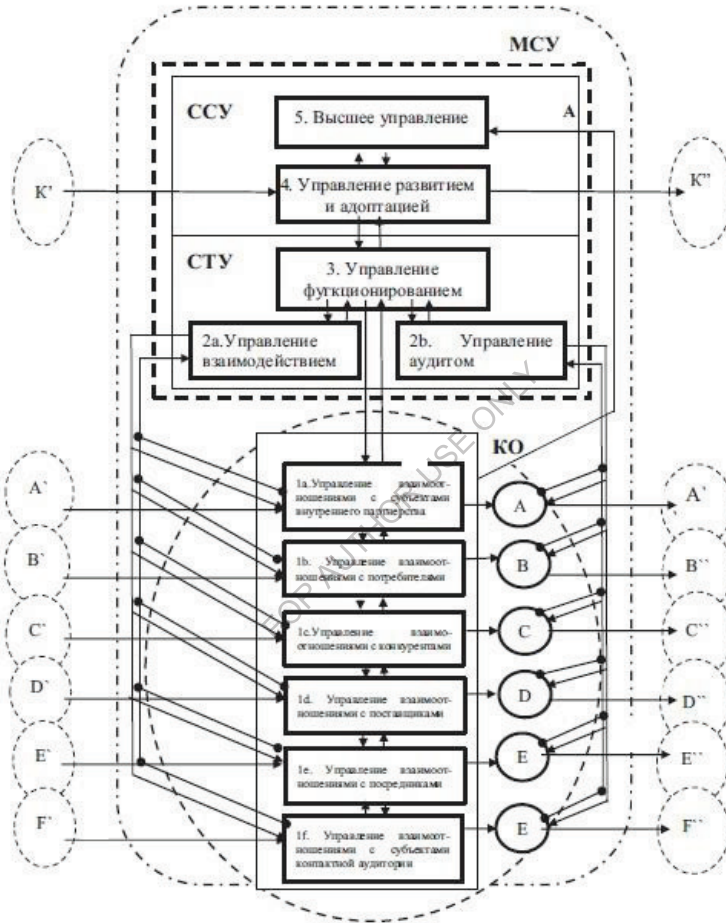 МСУ
ССУ
А
5. Высшее управление
К’
4. Управление развитием
и адоптацией
К”
СТУ
3. Управление
фугкционированием
2а.Управление
взаимодействием
2b. Управление
аудитом
FOR AUTHOR USE ONLY
КО
1а.Управление взаимоот-
ношениями с субъектами
внутреннего партнерства
A`
A
A`
1b. Управление взаимоот-
ношениями с потребителями
B`
B
B``
1с.Управление взаимо-
отношениями с конкурентами
C`
C
C``
1d. Управление взаимоот-
ношениями с поставщиками
D`
D
D``
1е. Управление взаимоот-
ношениями с посредниками
E`
E
E``
1f. Управление взаимоот-
ношениями с субъектами
контактной аудитории
F`
E
F``